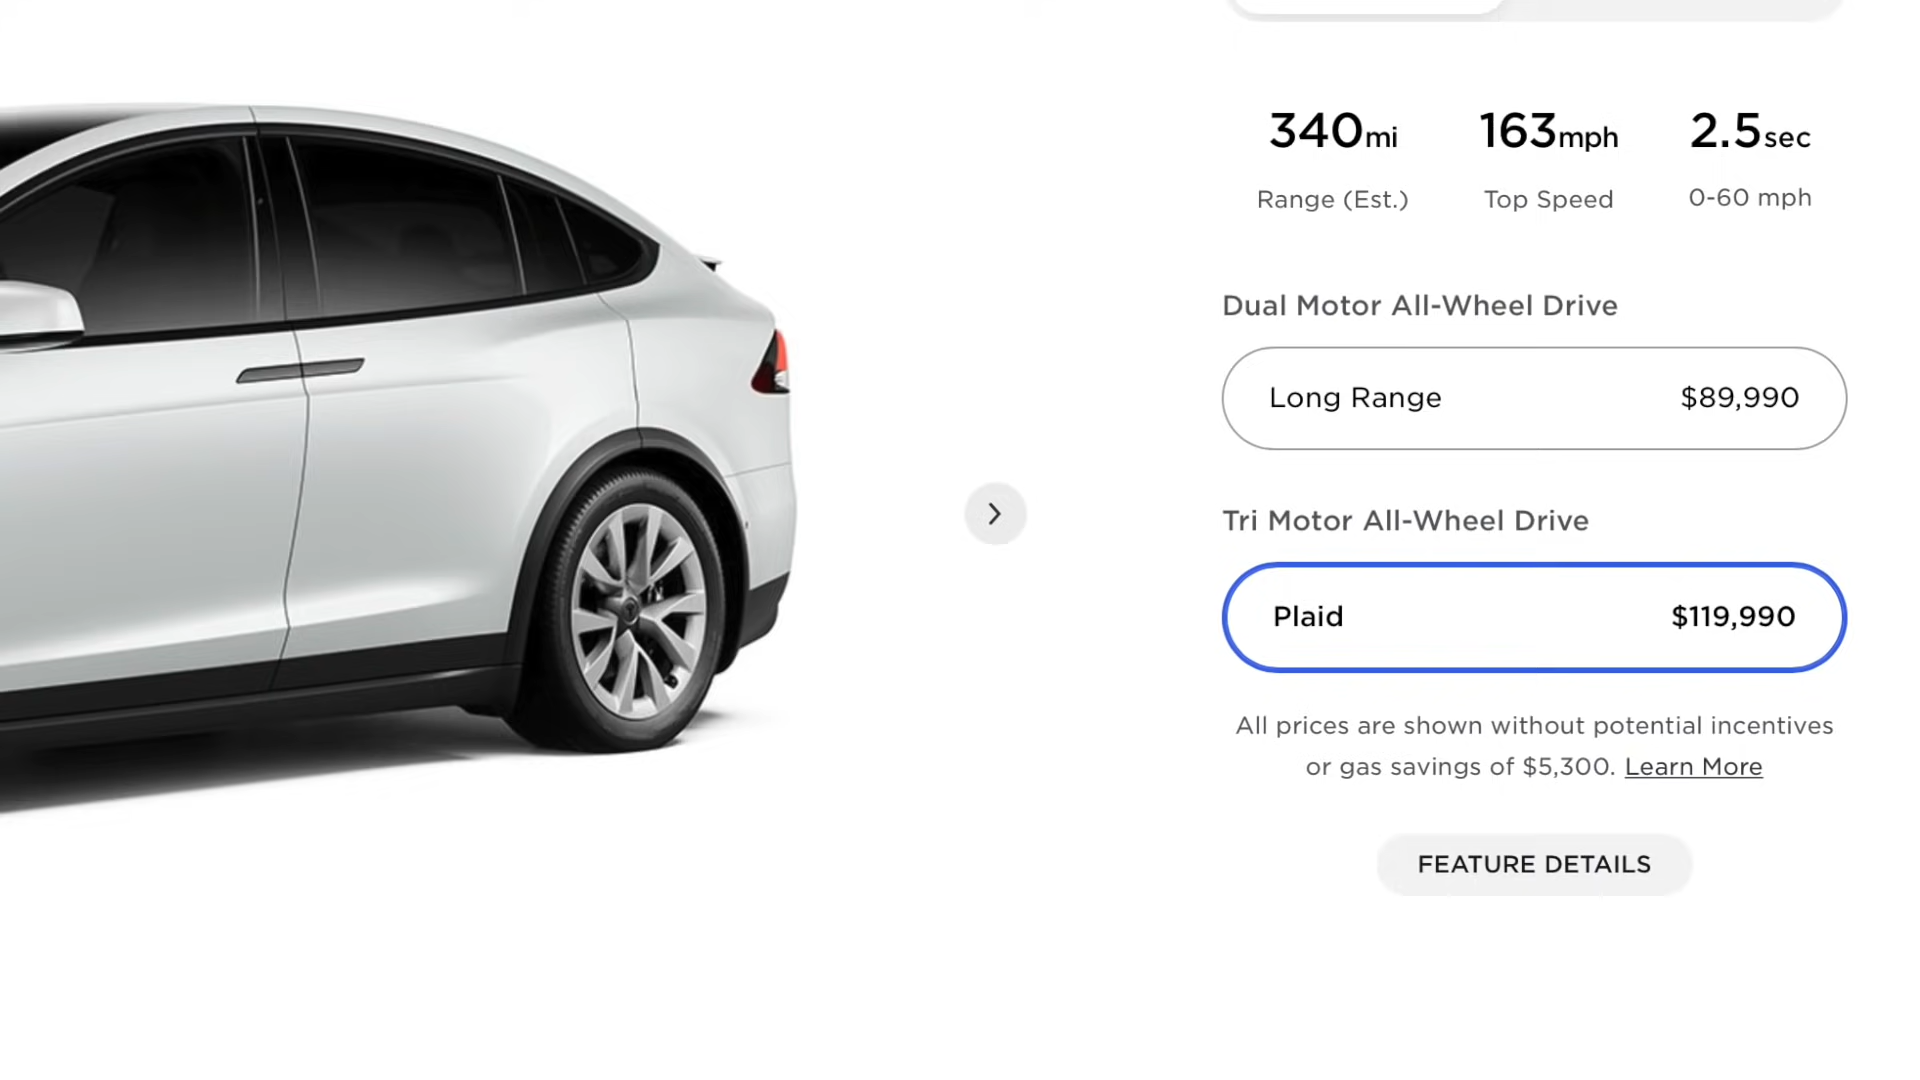 340mi 163mph 2.5sec
Range (Est.) Top Speed 0-60 mph
Dual Motor All-Wheel Drive
Long Range $89,990
Tri Motor All-Wheel Drive
Plaid $119,990
All prices are shown without potential incentives
or gas savings of $5,300. Learn More
FEATURE DETAILS